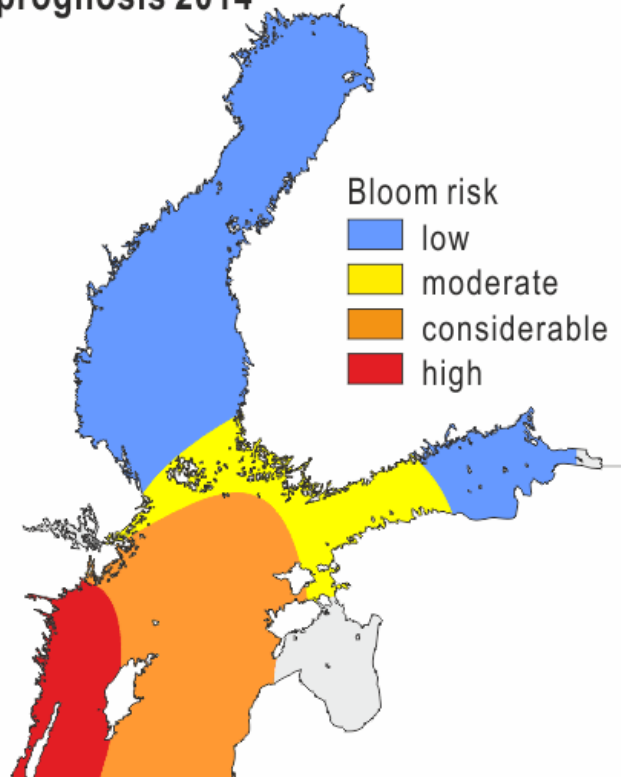 prognosis 2014
Bloom risk
low
moderate
considerable
high